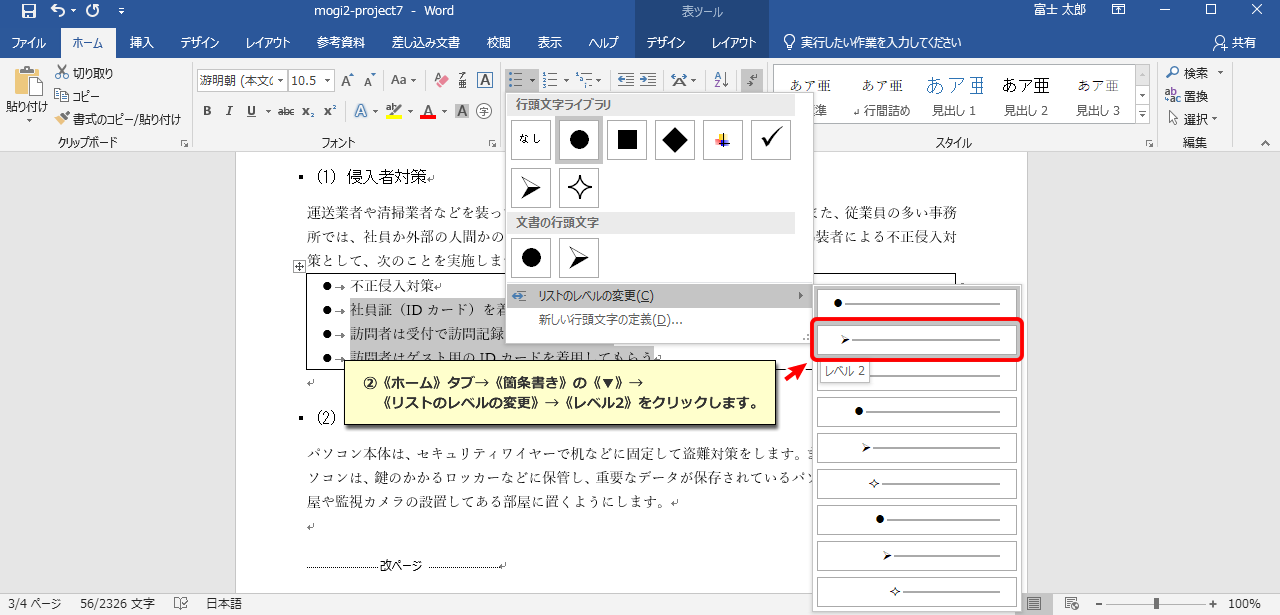 mogi2-project7 - Word
表ツール
富士 太郎
ファイル ホーム 挿入 デザイン レイアウト 参考資料 差し込み文書 校閲 表示 ヘルプ デザイン レイアウト 実行したい作業を入力してください 共有
貼り付け
切り取り
コピー
書式のコピー/貼り付け
クリップボード
游明朝 (本文の 10.5
フォント
あア亜 あア亜 あア亜 あア亜 あア亜
準 行間詰め 見出し 1 見出し 2 見出し 3
スタイル
検索
置換
選択
編集
行頭文字ライブラリ
なし
文書の行頭文字
リストのレベルの変更(C)
新しい行頭文字の定義(D)...
レベル 2
(1) 侵入者対策
運送業者や清掃業者などを装っ また、従業員の多い事務
所では、社員か外部の人間かの 装者による不正侵入対
策として、次のことを実施しま
不正侵入対策
社員証（ID カード）を着
訪問者は受付で訪問記録
訪問者はゲスト用の ID カードを着用してもらう
②《ホーム》タブ→《箇条書き》の《▼》→
《リストのレベルの変更》→《レベル2》をクリックします。
(2)
パソコン本体は、セキュリティワイヤーで机などに固定して盗難対策をします。
ソコンは、鍵のかかるロッカーなどに保管し、重要なデータが保存されているパソ
屋や監視カメラの設置してある部屋に置くようにします。
改ページ
3/4 ページ 56/2326 文字 日本語 100%